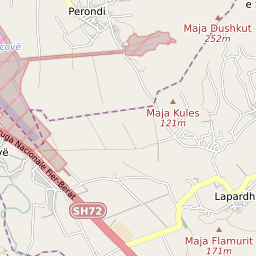 Perondi
Maja Dushkut
252m
Maja Kules
121m
Rruga Nacionale Fier-Berat
SH72
Lapardh
Maja Flamurit
171m